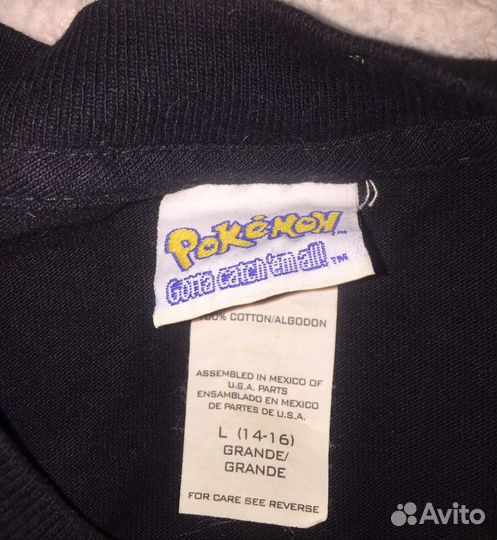 POKéMON™
Gotta catch 'em all!™
100% COTTON/ALGODON
ASSEMBLED IN MEXICO OF
U.S.A. PARTS
ENSAMBLADO EN MEXICO
DE PARTES DE U.S.A.
L (14-16)
GRANDE/
GRANDE
FOR CARE SEE REVERSE
Avito